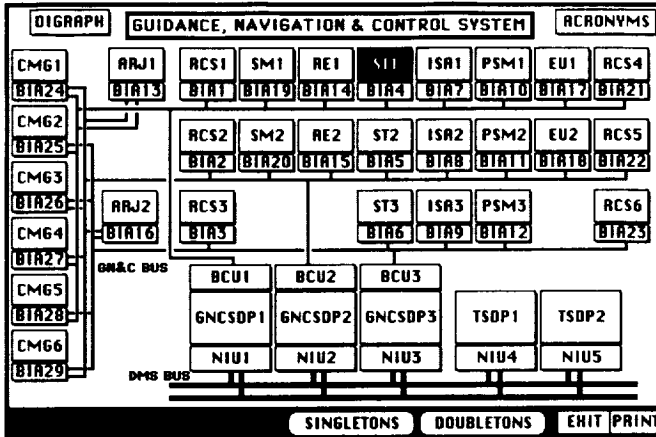 DIGRAPH GUIDANCE, NAVIGATION & CONTROL SYSTEM ACRONYMS
CMG1 ARJ1 RCS1 SM1 RE1 ST1 ISA1 PSM1 EU1 RCS4
BIA24 BIA13 BIA1 BIA19 BIA14 BIA4 BIA7 BIA10 BIA17 BIA21
CMG2 RCS2 SM2 RE2 ST2 ISA2 PSM2 EU2 RCS5
BIA25 BIA2 BIA20 BIA15 BIA5 BIA8 BIA11 BIA18 BIA22
CMG3 ARJ2 RCS3 ST3 ISA3 PSM3 RCS6
BIA26 BIA16 BIA3 BIA6 BIA9 BIA12 BIA23
CMG4
BIA27
GN&C BUS
CMG5 BCU1 BCU2 BCU3
BIA28 GNCSDP1 GNCSDP2 GNCSDP3 TSDP1 TSDP2
CMG6 NIU1 NIU2 NIU3 NIU4 NIU5
BIA29
DMS BUS
SINGLETONS DOUBLETONS EXIT PRINT